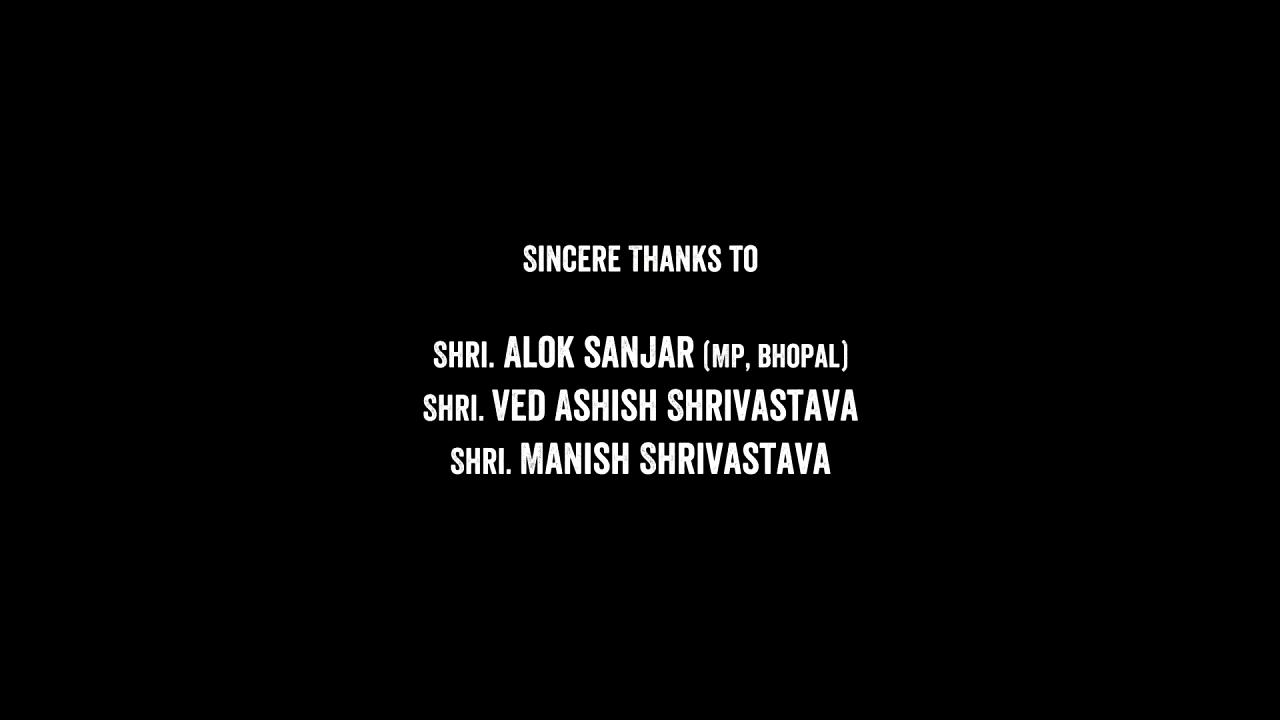 SINCERE THANKS TO
SHRI. ALOK SANJAR (MP, BHOPAL)
SHRI. VED ASHISH SHRIVASTAVA
SHRI. MANISH SHRIVASTAVA